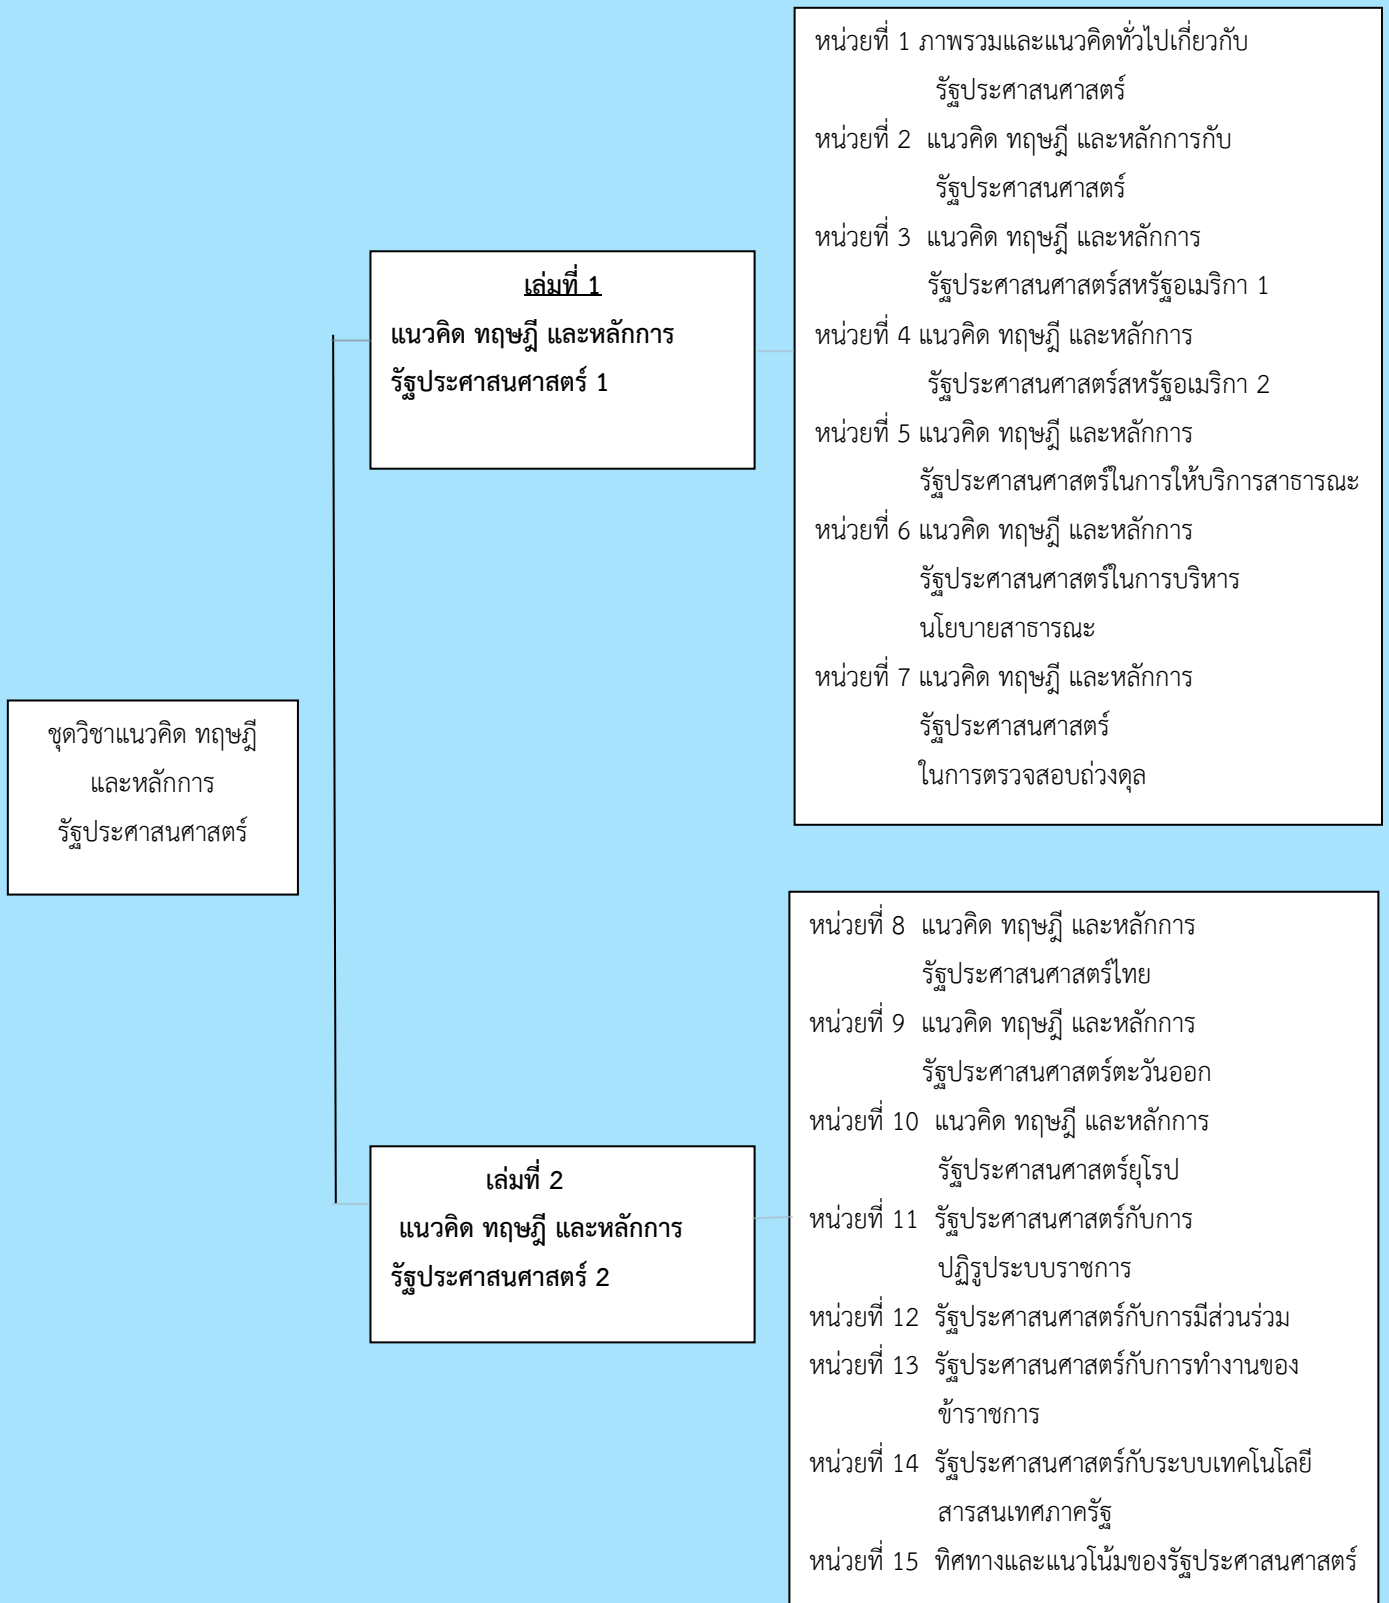 ชุดวิชาแนวคิด ทฤษฎี
และหลักการ
รัฐประศาสนศาสตร์
เล่มที่ 1
แนวคิด ทฤษฎี และหลักการ
รัฐประศาสนศาสตร์ 1
หน่วยที่ 1 ภาพรวมและแนวคิดทั่วไปเกี่ยวกับ
รัฐประศาสนศาสตร์
หน่วยที่ 2 แนวคิด ทฤษฎี และหลักการกับ
รัฐประศาสนศาสตร์
หน่วยที่ 3 แนวคิด ทฤษฎี และหลักการ
รัฐประศาสนศาสตร์สหรัฐอเมริกา 1
หน่วยที่ 4 แนวคิด ทฤษฎี และหลักการ
รัฐประศาสนศาสตร์สหรัฐอเมริกา 2
หน่วยที่ 5 แนวคิด ทฤษฎี และหลักการ
รัฐประศาสนศาสตร์ในการให้บริการสาธารณะ
หน่วยที่ 6 แนวคิด ทฤษฎี และหลักการ
รัฐประศาสนศาสตร์ในการบริหาร
นโยบายสาธารณะ
หน่วยที่ 7 แนวคิด ทฤษฎี และหลักการ
รัฐประศาสนศาสตร์
ในการตรวจสอบถ่วงดุล
เล่มที่ 2
แนวคิด ทฤษฎี และหลักการ
รัฐประศาสนศาสตร์ 2
หน่วยที่ 8 แนวคิด ทฤษฎี และหลักการ
รัฐประศาสนศาสตร์ไทย
หน่วยที่ 9 แนวคิด ทฤษฎี และหลักการ
รัฐประศาสนศาสตร์ตะวันออก
หน่วยที่ 10 แนวคิด ทฤษฎี และหลักการ
รัฐประศาสนศาสตร์ยุโรป
หน่วยที่ 11 รัฐประศาสนศาสตร์กับการ
ปฏิรูประบบราชการ
หน่วยที่ 12 รัฐประศาสนศาสตร์กับการมีส่วนร่วม
หน่วยที่ 13 รัฐประศาสนศาสตร์กับการทำงานของ
ข้าราชการ
หน่วยที่ 14 รัฐประศาสนศาสตร์กับระบบเทคโนโลยี
สารสนเทศภาครัฐ
หน่วยที่ 15 ทิศทางและแนวโน้มของรัฐประศาสนศาสตร์